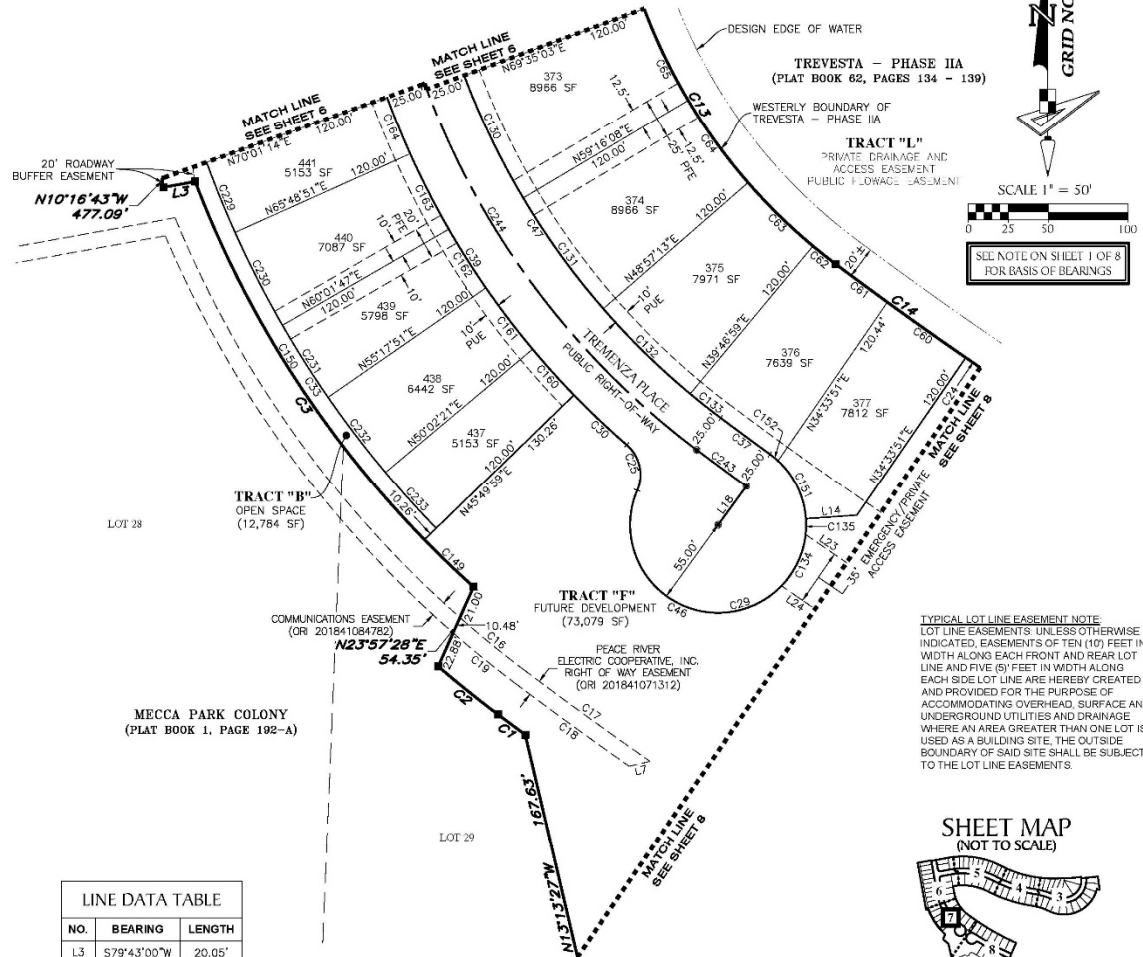 MATCH LINE
SEE SHEET 6
N69°35'03"E
120.00'
DESIGN EDGE OF WATER
GRID
TREVESTA – PHASE IIA
(PLAT BOOK 62, PAGES 134 – 139)
WESTERLY BOUNDARY OF
TREVESTA – PHASE IIA
TRACT "L"
PRIVATE DRAINAGE AND
ACCESS EASEMENT
PUBLIC FLOWAGE EASEMENT
N
SCALE 1" = 50'
0 25 50 100
SEE NOTE ON SHEET 1 OF 8
FOR BASIS OF BEARINGS
MATCH LINE
SEE SHEET 6
120.00'
N70°01'14"E
25.00'
25.00'
20' ROADWAY
BUFFER EASEMENT
N10°16'43"W
477.09'
L3
373
8966 SF
12.5'
12.5'
25' PFE
C65
C13
C64
N59°16'08"E
120.00'
374
8966 SF
N48°57'13"E
120.00'
C63
375
7971 SF
N39°46'59"E
120.00'
C62
20'
C61
C14
C60
376
7639 SF
120.44'
N34°33'51"E
377
7812 SF
N34°33'51"E
120.00'
C24
MATCH LINE
SEE SHEET 8
C229
441
5153 SF
N65°48'51"E
120.00'
C164
C130
C230
440
7087 SF
10'
20' PFE
10'
C163
C244
C47
N60°01'47"E
120.00'
C39
C162
C131
439
5798 SF
N55°17'51"E
120.00'
10'
PUE
C161
10'
PUE
C132
C150
C231
C33
C3
438
6442 SF
N50°02'21"E
120.00'
C160
TREMENZA PLACE
PUBLIC RIGHT-OF-WAY
C133
C152
C232
437
5153 SF
N45°49'59"E
130.26'
C30
25.00'
C37
C243
25.00'
C151
C233
10.26'
C25
L18
L14
C135
TRACT "B"
OPEN SPACE
(12,784 SF)
55.00'
L23
C134
35' EMERGENCY/PRIVATE
ACCESS EASEMENT
LOT 28
C149
C46
C29
L24
TRACT "F"
FUTURE DEVELOPMENT
(73,079 SF)
21.00'
COMMUNICATIONS EASEMENT
(ORI 201841084782)
10.48'
N23°57'28"E
54.35'
22.88'
C16
C19
PEACE RIVER
ELECTRIC COOPERATIVE, INC.
RIGHT OF WAY EASEMENT
(ORI 201841071312)
C2
C17
C18
C1
L7
MECCA PARK COLONY
(PLAT BOOK 1, PAGE 192–A)
TYPICAL LOT LINE EASEMENT NOTE:
LOT LINE EASEMENTS: UNLESS OTHERWISE
INDICATED, EASEMENTS OF TEN (10') FEET IN
WIDTH ALONG EACH FRONT AND REAR LOT
LINE AND FIVE (5)' FEET IN WIDTH ALONG
EACH SIDE LOT LINE ARE HEREBY CREATED
AND PROVIDED FOR THE PURPOSE OF
ACCOMMODATING OVERHEAD, SURFACE AN
UNDERGROUND UTILITIES AND DRAINAGE
WHERE AN AREA GREATER THAN ONE LOT IS
USED AS A BUILDING SITE, THE OUTSIDE
BOUNDARY OF SAID SITE SHALL BE SUBJECT
TO THE LOT LINE EASEMENTS.
167.63'
N13°13'27"W
LOT 29
MATCH LINE
SEE SHEET 8
SHEET MAP
(NOT TO SCALE)
6 5 4 3
7
8
LINE DATA TABLE
NO. BEARING LENGTH
L3 S79°43'00"W 20.05'